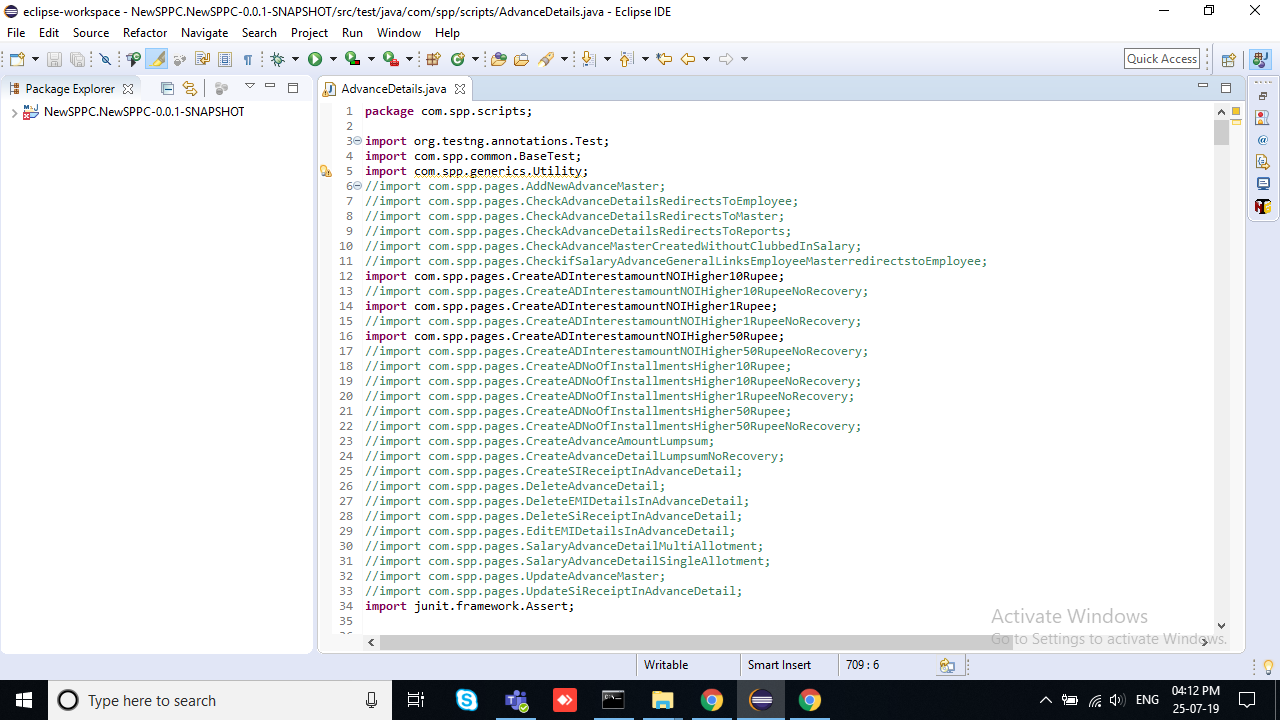 eclipse-workspace - NewSPPC.NewSPPC-0.0.1-SNAPSHOT/src/test/java/com/spp/scripts/AdvanceDetails.java - Eclipse IDE
File Edit Source Refactor Navigate Search Project Run Window Help
Quick Access
Package Explorer
AdvanceDetails.java
NewSPPC.NewSPPC-0.0.1-SNAPSHOT
1 package com.spp.scripts;
2
3 import org.testng.annotations.Test;
4 import com.spp.common.BaseTest;
5 import com.spp.generics.Utility;
6 //import com.spp.pages.AddNewAdvanceMaster;
7 //import com.spp.pages.CheckAdvanceDetailsRedirectsToEmployee;
8 //import com.spp.pages.CheckAdvanceDetailsRedirectsToMaster;
9 //import com.spp.pages.CheckAdvanceDetailsRedirectsToReports;
10 //import com.spp.pages.CheckAdvanceMasterCreatedWithoutClubbedInSalary;
11 //import com.spp.pages.CheckifSalaryAdvanceGeneralLinksEmployeeMasterredirectstoEmployee;
12 import com.spp.pages.CreateADInterestamountNOIHigher10Rupee;
13 //import com.spp.pages.CreateADInterestamountNOIHigher10RupeeNoRecovery;
14 import com.spp.pages.CreateADInterestamountNOIHigher1Rupee;
15 //import com.spp.pages.CreateADInterestamountNOIHigher1RupeeNoRecovery;
16 import com.spp.pages.CreateADInterestamountNOIHigher50Rupee;
17 //import com.spp.pages.CreateADInterestamountNOIHigher50RupeeNoRecovery;
18 //import com.spp.pages.CreateADNoOfInstallmentsHigher10Rupee;
19 //import com.spp.pages.CreateADNoOfInstallmentsHigher10RupeeNoRecovery;
20 //import com.spp.pages.CreateADNoOfInstallmentsHigher1RupeeNoRecovery;
21 //import com.spp.pages.CreateADNoOfInstallmentsHigher50Rupee;
22 //import com.spp.pages.CreateADNoOfInstallmentsHigher50RupeeNoRecovery;
23 //import com.spp.pages.CreateAdvanceAmountLumpsum;
24 //import com.spp.pages.CreateAdvanceDetailLumpsumNoRecovery;
25 //import com.spp.pages.CreateSIReceiptInAdvanceDetail;
26 //import com.spp.pages.DeleteAdvanceDetail;
27 //import com.spp.pages.DeleteEMIDetailsInAdvanceDetail;
28 //import com.spp.pages.DeleteSiReceiptInAdvanceDetail;
29 //import com.spp.pages.EditEMIDetailsInAdvanceDetail;
30 //import com.spp.pages.SalaryAdvanceDetailMultiAllotment;
31 //import com.spp.pages.SalaryAdvanceDetailSingleAllotment;
32 //import com.spp.pages.UpdateAdvanceMaster;
33 //import com.spp.pages.UpdateSiReceiptInAdvanceDetail;
34 import junit.framework.Assert;
35
Activate Windows
Go to Settings to activate Windows.
Writable Smart Insert 709 : 6
Type here to search
ENG
04:12 PM
25-07-19